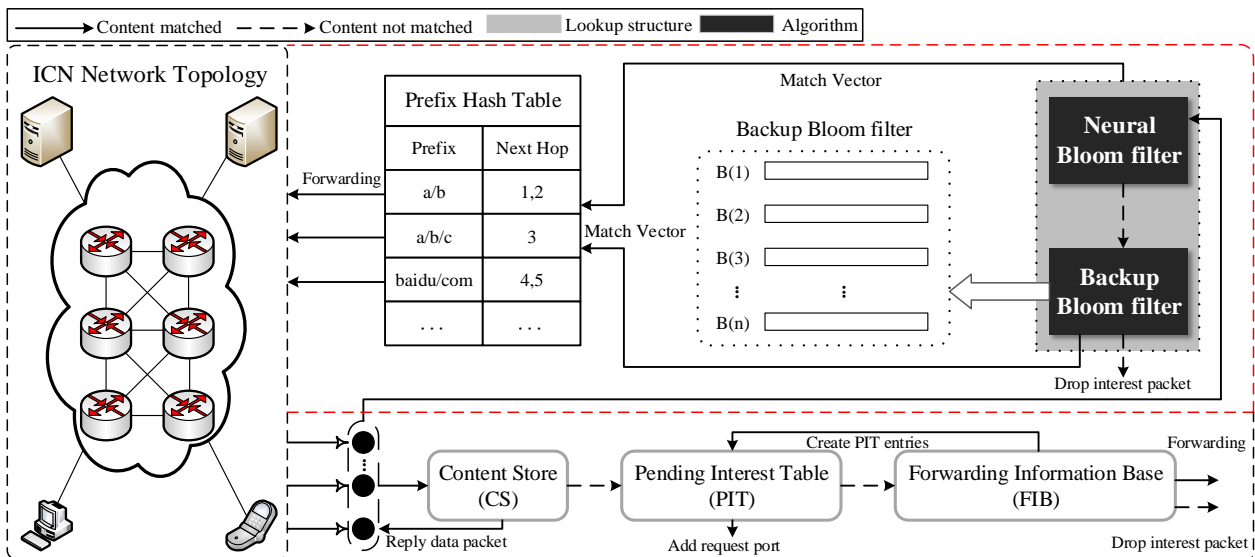 Content matched
Content not matched
Lookup structure
Algorithm
ICN Network Topology
Forwarding
Prefix Hash Table
Prefix
Next Hop
a/b
1,2
a/b/c
3
baidu/com
4,5
. . .
. . .
Match Vector
Match Vector
Backup Bloom filter
B(1)
B(2)
B(3)
B(n)
Neural
Bloom filter
Backup
Bloom filter
Drop interest packet
Content Store
(CS)
Reply data packet
Pending Interest Table
(PIT)
Add request port
Create PIT entries
Forwarding Information Base
(FIB)
Forwarding
Drop interest packet